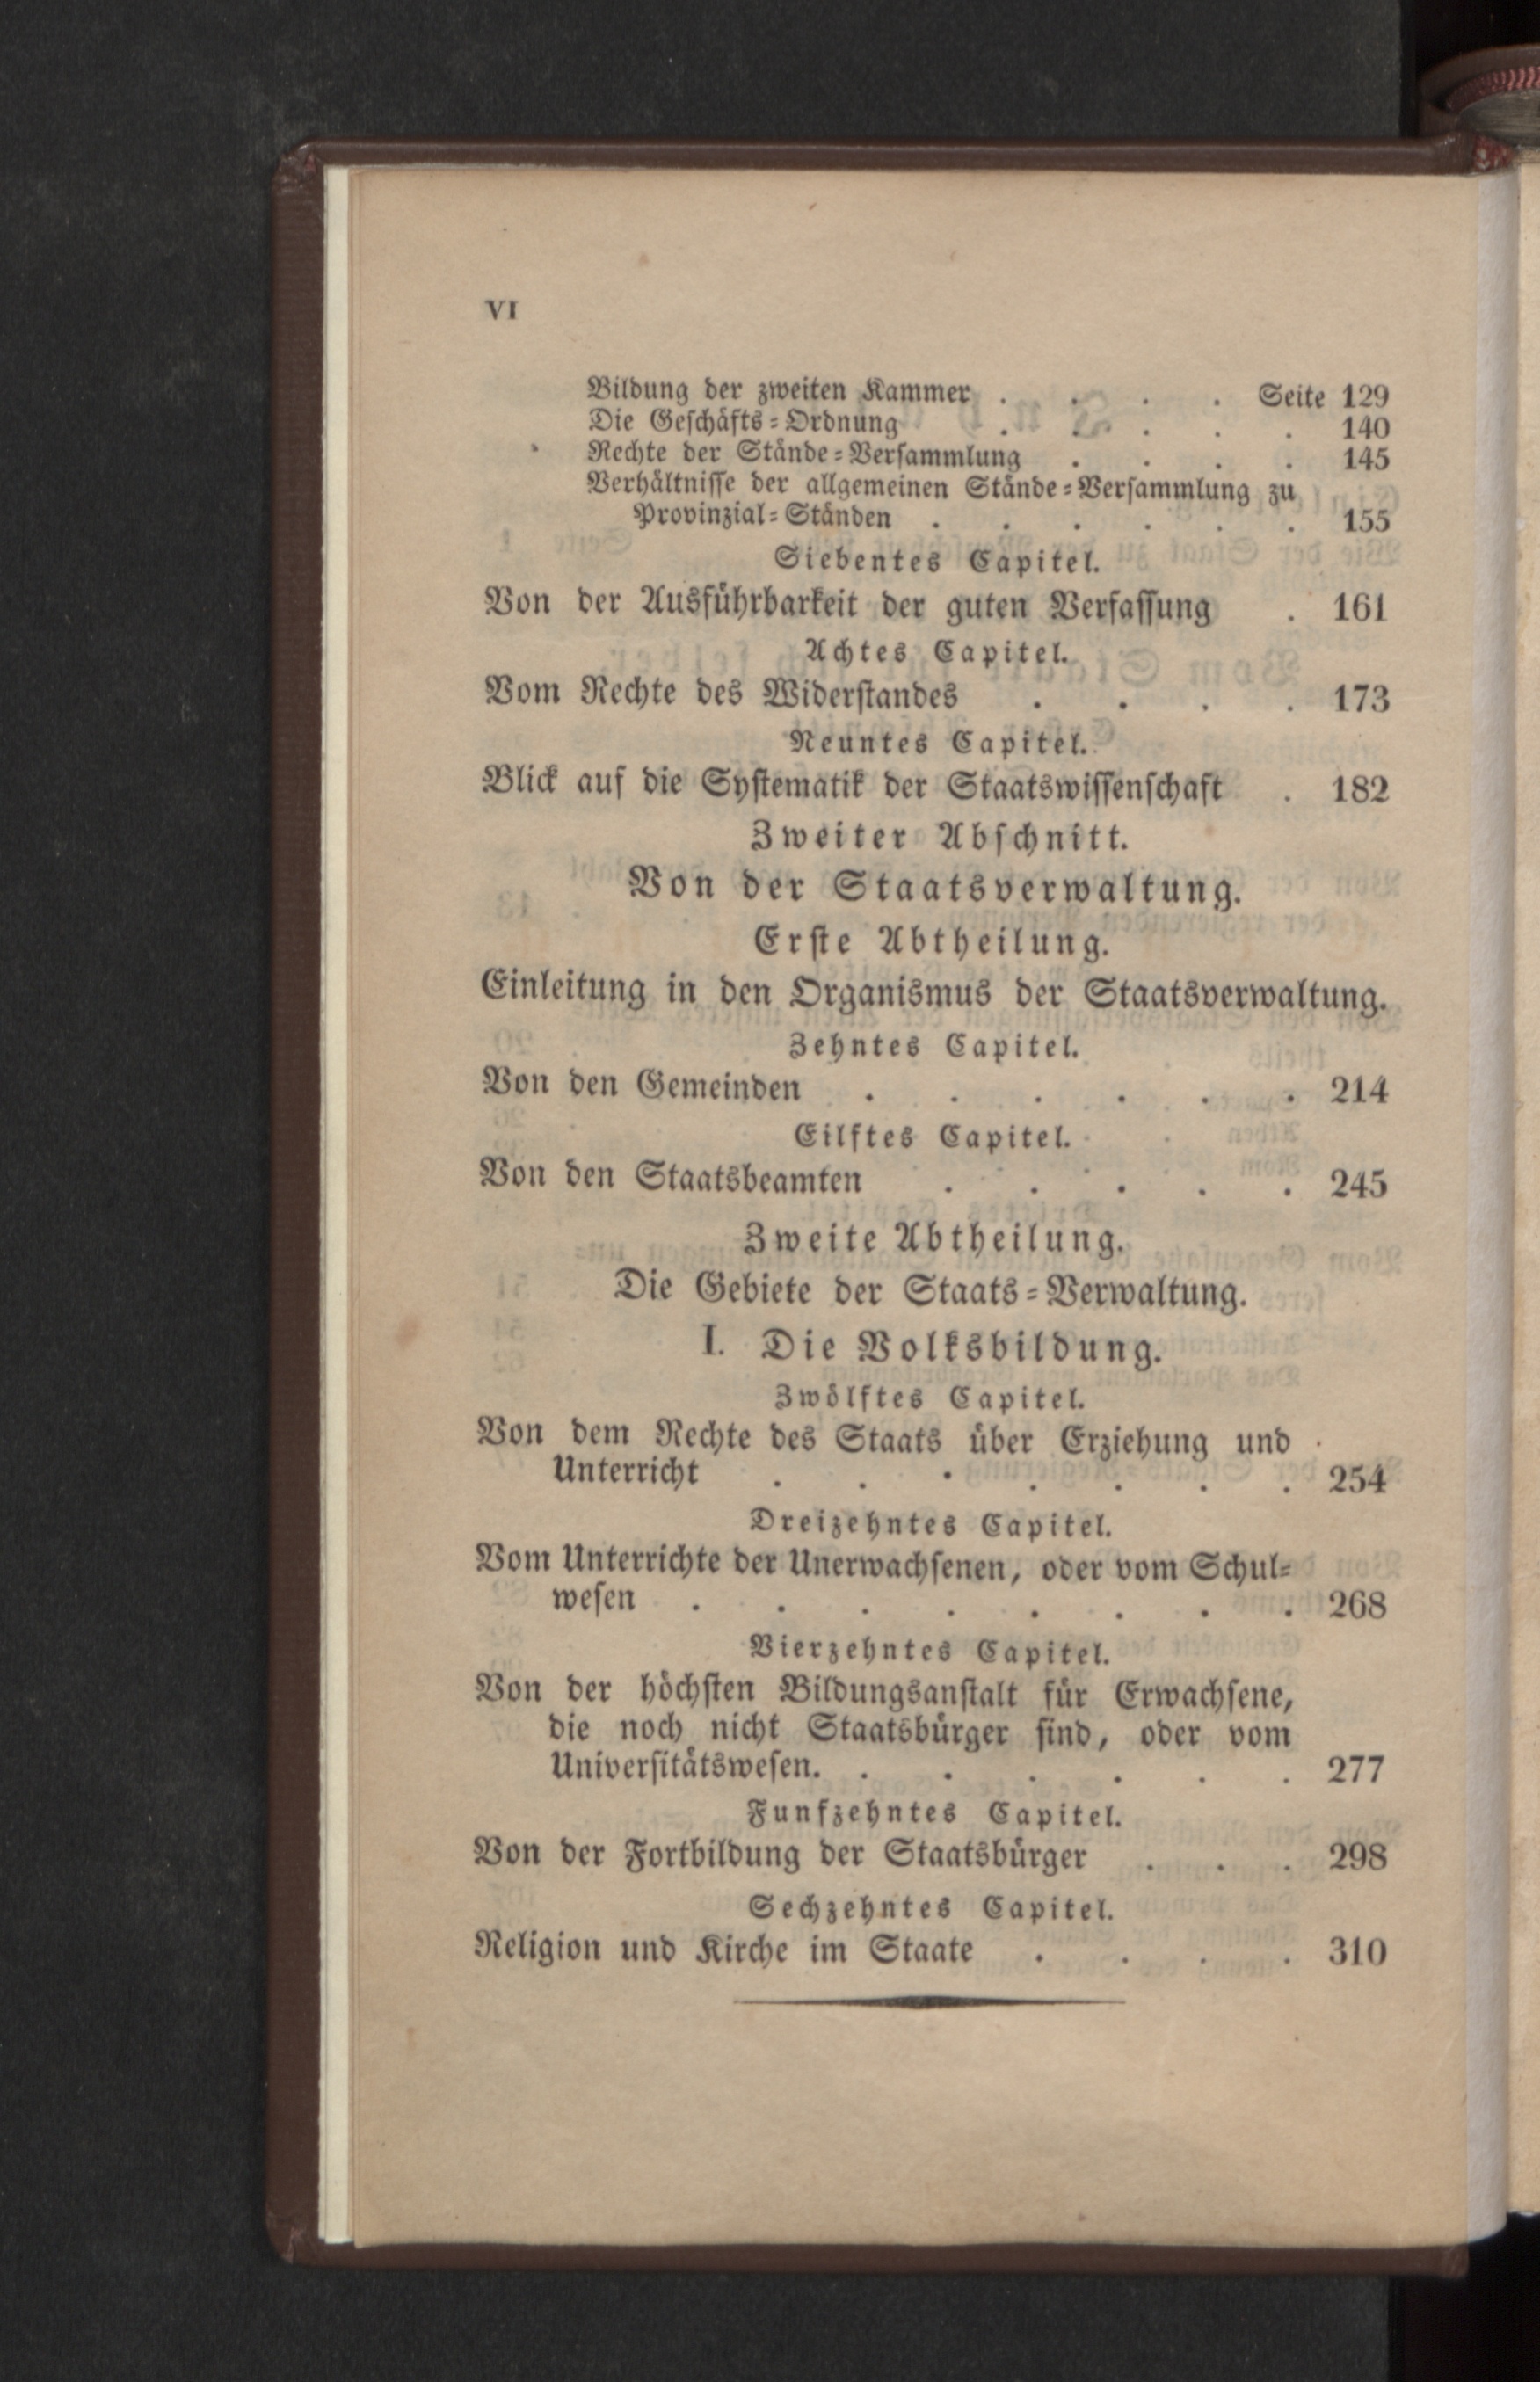 VI
Bildung der zweiten Kammer . . . . Seite 129
Die Geschäfts-Ordnung . . . . . 140
Rechte der Stände-Versammlung . . . . 145
Verhältnisse der allgemeinen Stände-Versammlung zu
Provinzial-Ständen . . . . . . 155
Siebentes Capitel.
Von der Ausführbarkeit der guten Verfassung . 161
Achtes Capitel.
Vom Rechte des Widerstandes . . . . 173
Neuntes Capitel.
Blick auf die Systematik der Staatswissenschaft . 182
Zweiter Abschnitt.
Von der Staatsverwaltung.
Erste Abtheilung.
Einleitung in den Organismus der Staatsverwaltung.
Zehntes Capitel.
Von den Gemeinden . . . . . . 214
Eilftes Capitel.
Von den Staatsbeamten . . . . . 245
Zweite Abtheilung.
Die Gebiete der Staats-Verwaltung.
I. Die Volksbildung.
Zwölftes Capitel.
Von dem Rechte des Staats über Erziehung und
Unterricht . . . . . . . 254
Dreizehntes Capitel.
Vom Unterrichte der Unerwachsenen, oder vom Schul-
wesen . . . . . . . . 268
Vierzehntes Capitel.
Von der höchsten Bildungsanstalt für Erwachsene,
die noch nicht Staatsbürger sind, oder vom
Universitätswesen. . . . . . . 277
Funfzehntes Capitel.
Von der Fortbildung der Staatsbürger . . . 298
Sechzehntes Capitel.
Religion und Kirche im Staate . . . . 310